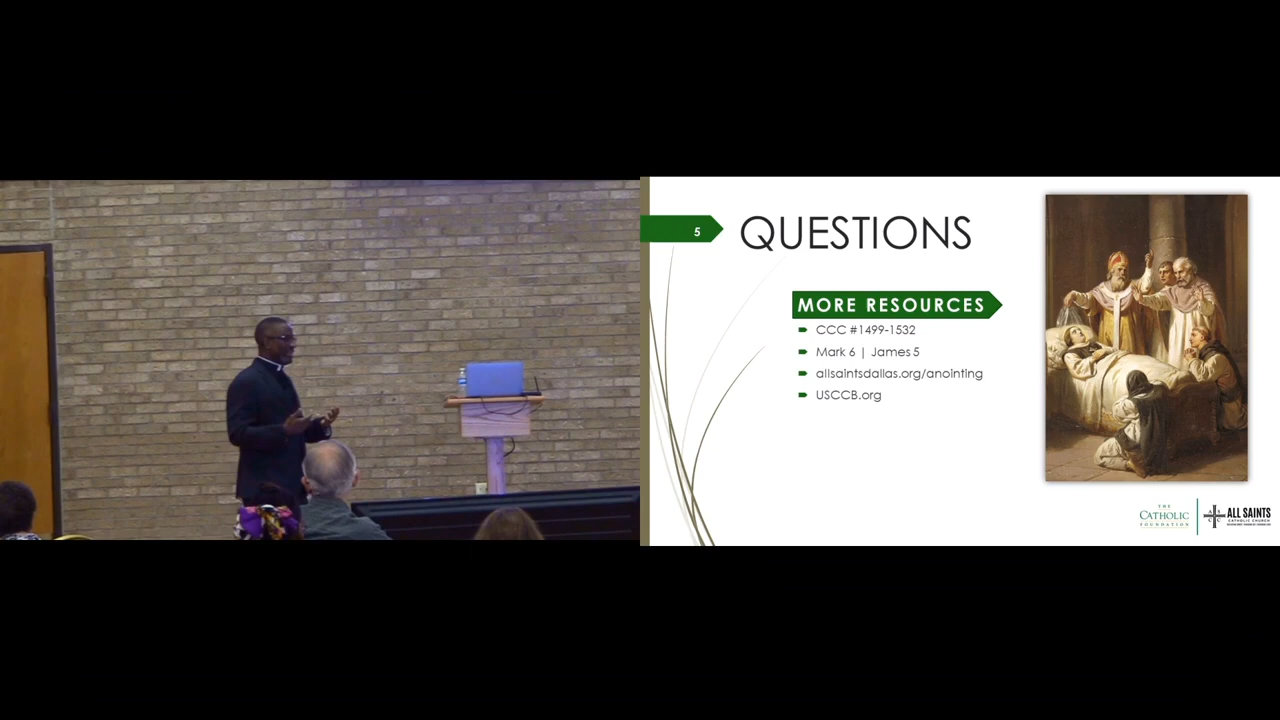 5
QUESTIONS
MORE RESOURCES
CCC #1499-1532
Mark 6 | James 5
allsaintsdallas.org/anointing
USCCB.org
THE
CATHOLIC
FOUNDATION
ALL SAINTS
CATHOLIC CHURCH